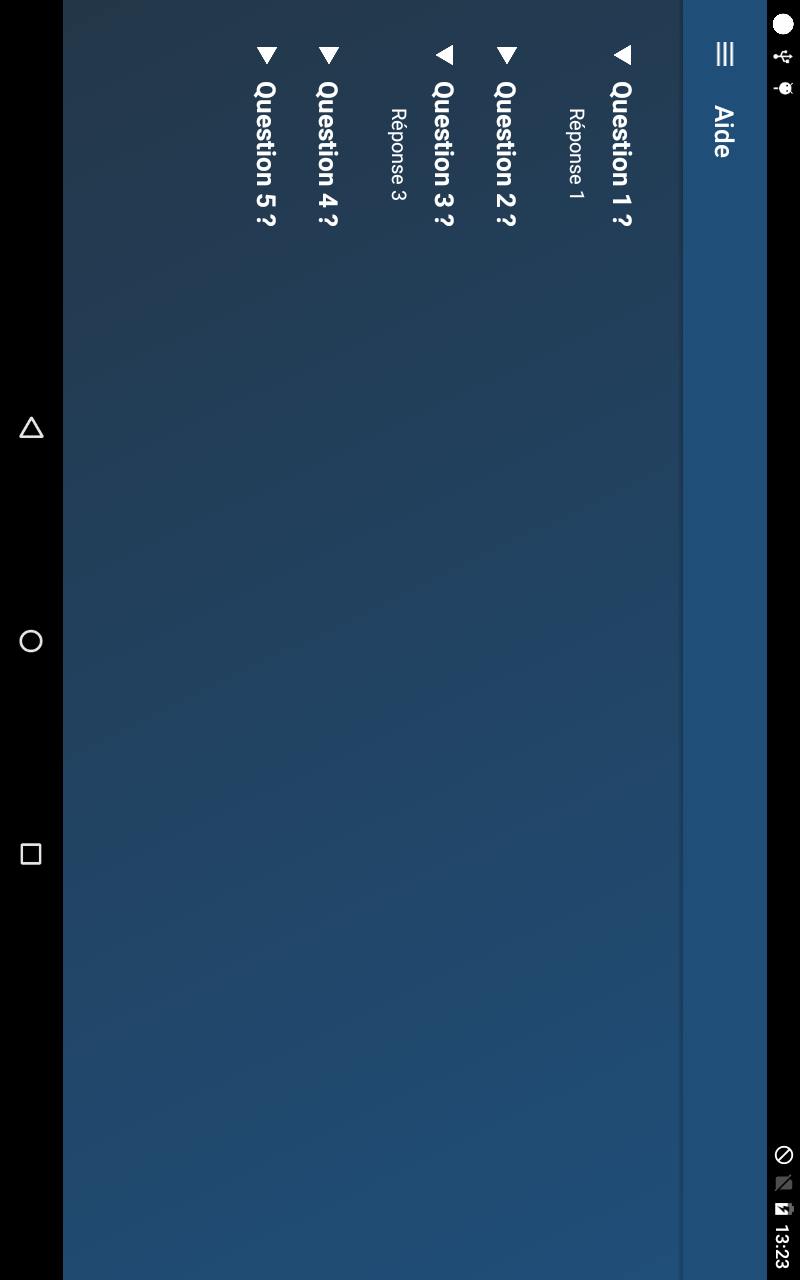 13:23
Aide
Question 1 ?
Réponse 1
Question 2 ?
Question 3 ?
Réponse 3
Question 4 ?
Question 5 ?